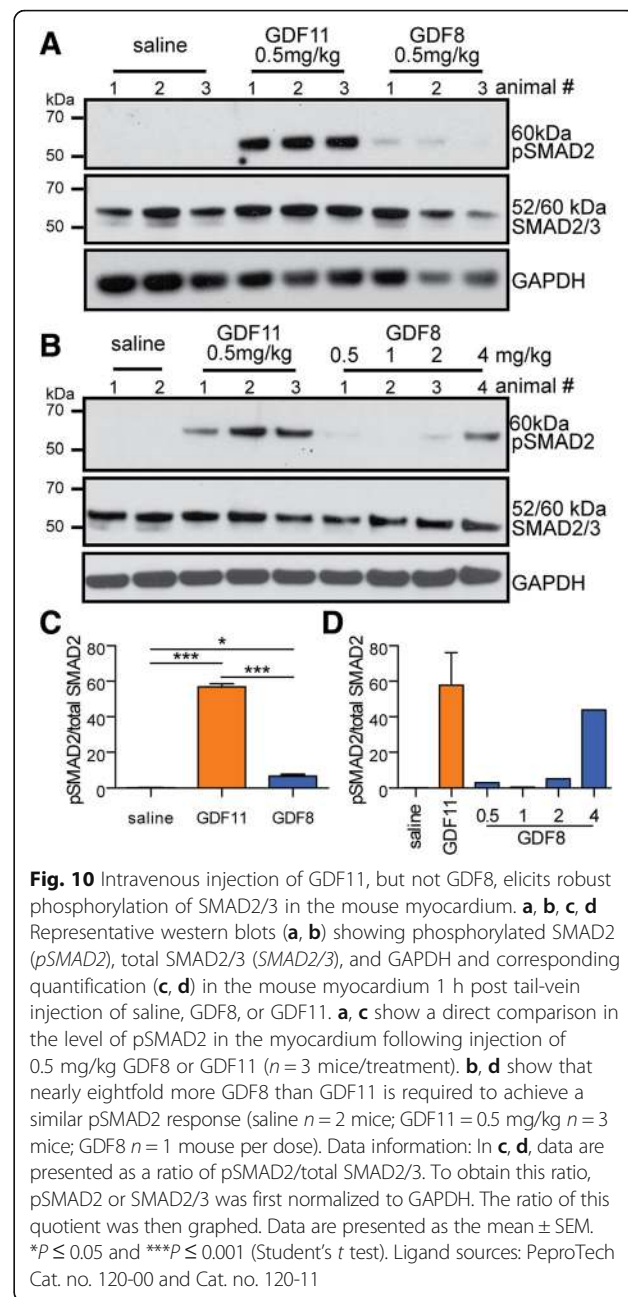 A
saline GDF11 0.5mg/kg GDF8 0.5mg/kg
1 2 3 1 2 3 1 2 3 animal #
kDa
70
50
60kDa pSMAD2
70
50
52/60 kDa SMAD2/3
GAPDH
B
saline GDF11 0.5mg/kg GDF8
0.5 1 2 4 mg/kg
1 2 1 2 3 1 2 3 4 animal #
kDa
70
50
60kDa pSMAD2
70
50
52/60 kDa SMAD2/3
GAPDH
C
pSMAD2/total SMAD2
80
60
40
20
0
*
***
***
saline GDF11 GDF8
D
pSMAD2/total SMAD2
80
60
40
20
0
saline
GDF11
0.5 1 2 4
GDF8
Fig. 10 Intravenous injection of GDF11, but not GDF8, elicits robust
phosphorylation of SMAD2/3 in the mouse myocardium. a, b, c, d
Representative western blots (a, b) showing phosphorylated SMAD2
(pSMAD2), total SMAD2/3 (SMAD2/3), and GAPDH and corresponding
quantification (c, d) in the mouse myocardium 1 h post tail-vein
injection of saline, GDF8, or GDF11. a, c show a direct comparison in
the level of pSMAD2 in the myocardium following injection of
0.5 mg/kg GDF8 or GDF11 (n = 3 mice/treatment). b, d show that
nearly eightfold more GDF8 than GDF11 is required to achieve a
similar pSMAD2 response (saline n = 2 mice; GDF11 = 0.5 mg/kg n = 3
mice; GDF8 n = 1 mouse per dose). Data information: In c, d, data are
presented as a ratio of pSMAD2/total SMAD2/3. To obtain this ratio,
pSMAD2 or SMAD2/3 was first normalized to GAPDH. The ratio of this
quotient was then graphed. Data are presented as the mean ± SEM.
*P ≤ 0.05 and ***P ≤ 0.001 (Student's t test). Ligand sources: PeproTech
Cat. no. 120-00 and Cat. no. 120-11